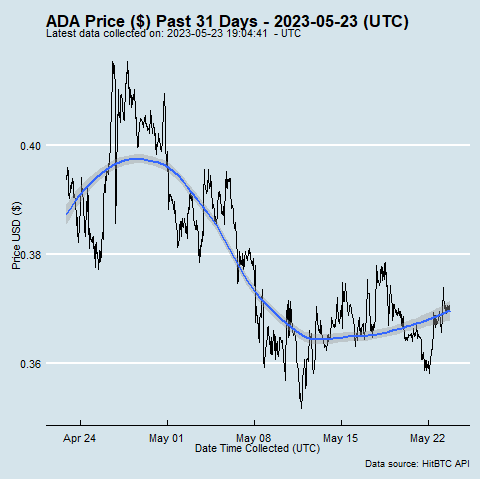 ADA Price ($) Past 31 Days - 2023-05-23 (UTC)
Latest data collected on: 2023-05-23 19:04:41 - UTC
0.40
0.38
0.36
Price USD ($)
Apr 24 May 01 May 08 May 15 May 22
Date Time Collected (UTC)
Data source: HitBTC API